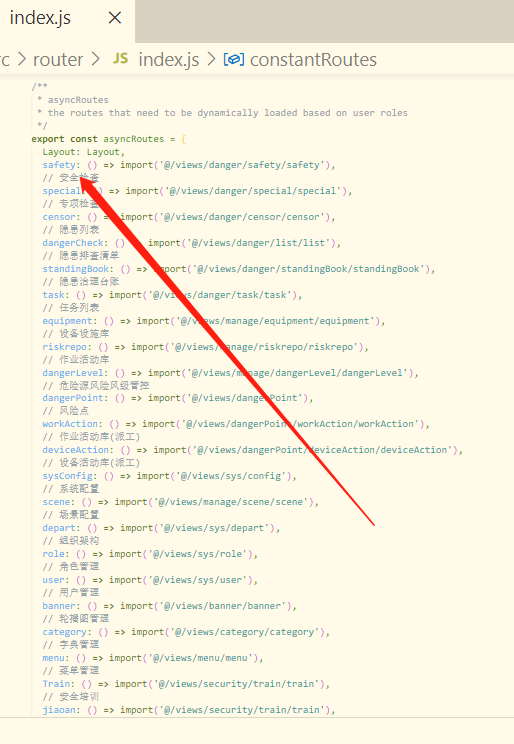 index.js ×
rc > router > JS index.js > constantRoutes
/**
 * asyncRoutes
 * the routes that need to be dynamically loaded based on user roles
 */
export const asyncRoutes = {
Layout: Layout,
safety: () => import('@/views/danger/safety/safety'),
// 安全检查
special: () => import('@/views/danger/special/special'),
// 专项检查
censor: () => import('@/views/danger/censor/censor'),
// 隐患列表
dangerCheck: () => import('@/views/danger/list/list'),
// 隐患排查清单
standingBook: () => import('@/views/danger/standingBook/standingBook'),
// 隐患治理台账
task: () => import('@/views/danger/task/task'),
// 任务列表
equipment: () => import('@/views/manage/equipment/equipment'),
// 设备设施库
riskrepo: () => import('@/views/manage/riskrepo/riskrepo'),
// 作业活动库
dangerLevel: () => import('@/views/manage/dangerLevel/dangerLevel'),
// 危险源风险风级管控
dangerPoint: () => import('@/views/dangerPoint'),
// 风险点
workAction: () => import('@/views/dangerPoint/workAction/workAction'),
// 作业活动库(派工)
deviceAction: () => import('@/views/dangerPoint/deviceAction/deviceAction'),
// 设备活动库(派工)
sysConfig: () => import('@/views/sys/config'),
// 系统配置
scene: () => import('@/views/manage/scene/scene'),
// 场景配置
depart: () => import('@/views/sys/depart'),
// 组织架构
role: () => import('@/views/sys/role'),
// 角色管理
user: () => import('@/views/sys/user'),
// 用户管理
banner: () => import('@/views/banner/banner'),
// 轮播图管理
category: () => import('@/views/category/category'),
// 字典管理
menu: () => import('@/views/menu/menu'),
// 菜单管理
Train: () => import('@/views/security/train/train'),
// 安全培训
jiaoan: () => import('@/views/security/train/train'),